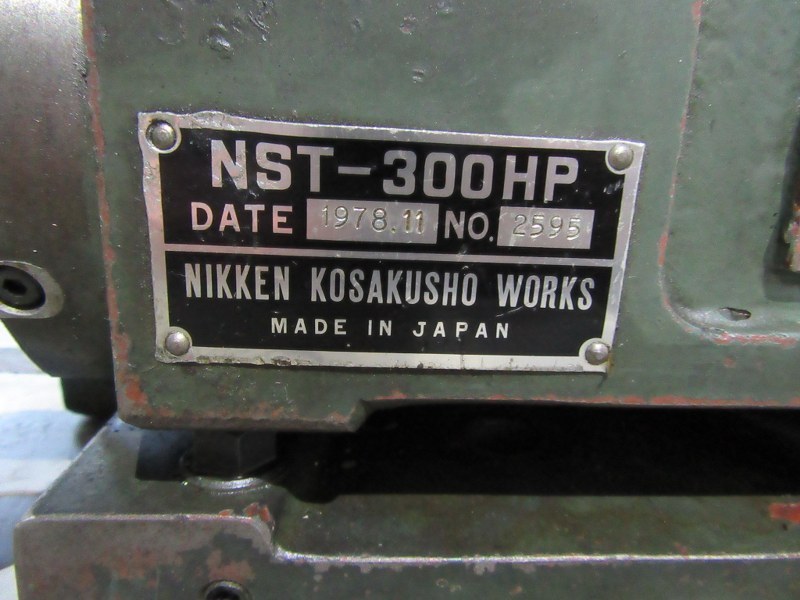 NST-300HP
DATE 1978.11 NO. 2595
NIKKEN KOSAKUSHO WORKS
MADE IN JAPAN